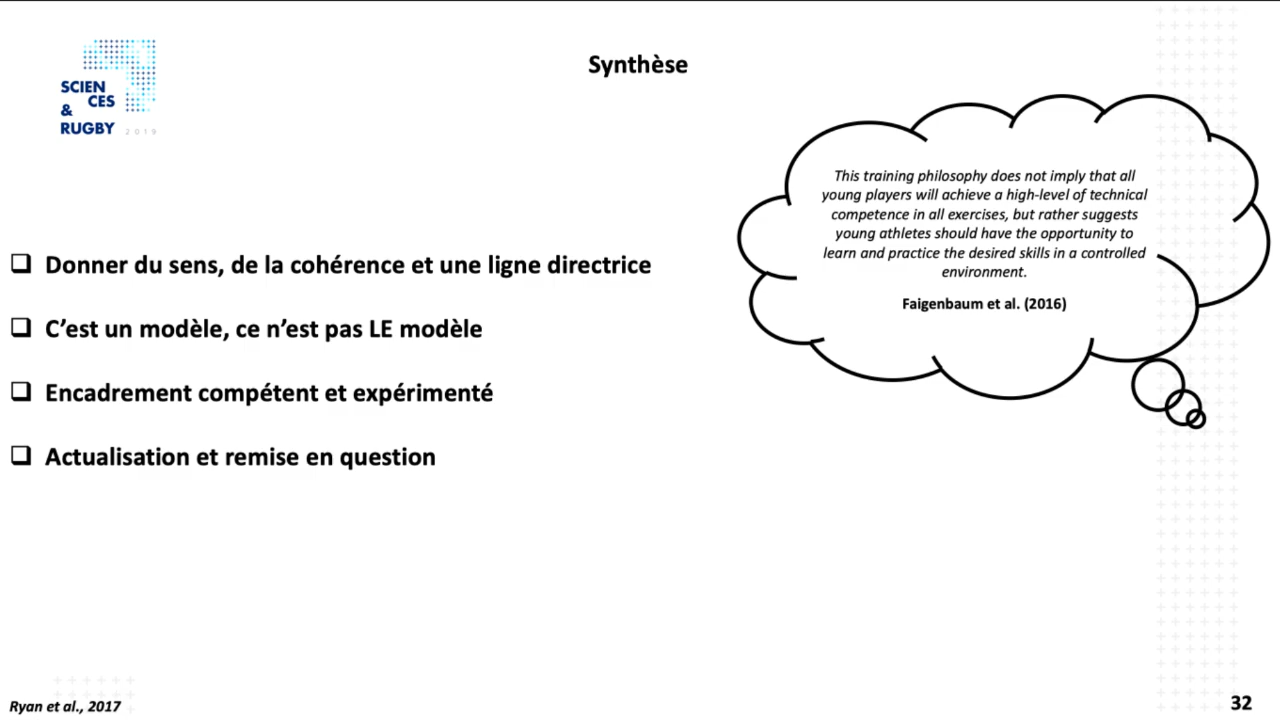 SCIEN
CES
&
RUGBY 2019
Synthèse
This training philosophy does not imply that all
young players will achieve a high-level of technical
competence in all exercises, but rather suggests
young athletes should have the opportunity to
learn and practice the desired skills in a controlled
environment.
Faigenbaum et al. (2016)
Donner du sens, de la cohérence et une ligne directrice
C’est un modèle, ce n’est pas LE modèle
Encadrement compétent et expérimenté
Actualisation et remise en question
Ryan et al., 2017
32